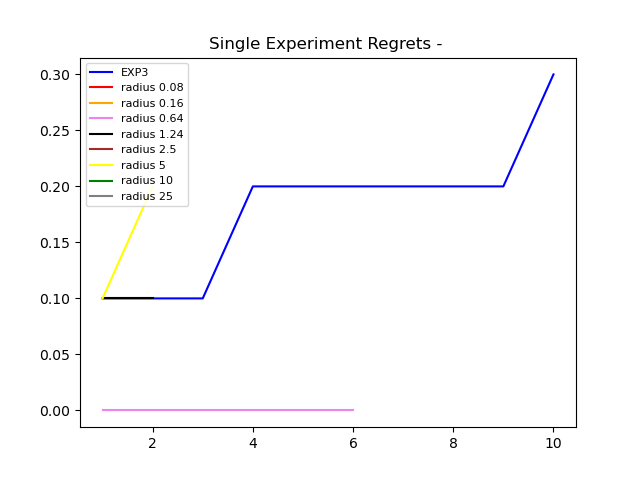 Single Experiment Regrets -
EXP3
radius 0.08
radius 0.16
radius 0.64
radius 1.24
radius 2.5
radius 5
radius 10
radius 25
0.30
0.25
0.20
0.15
0.10
0.05
0.00
2 4 6 8 10